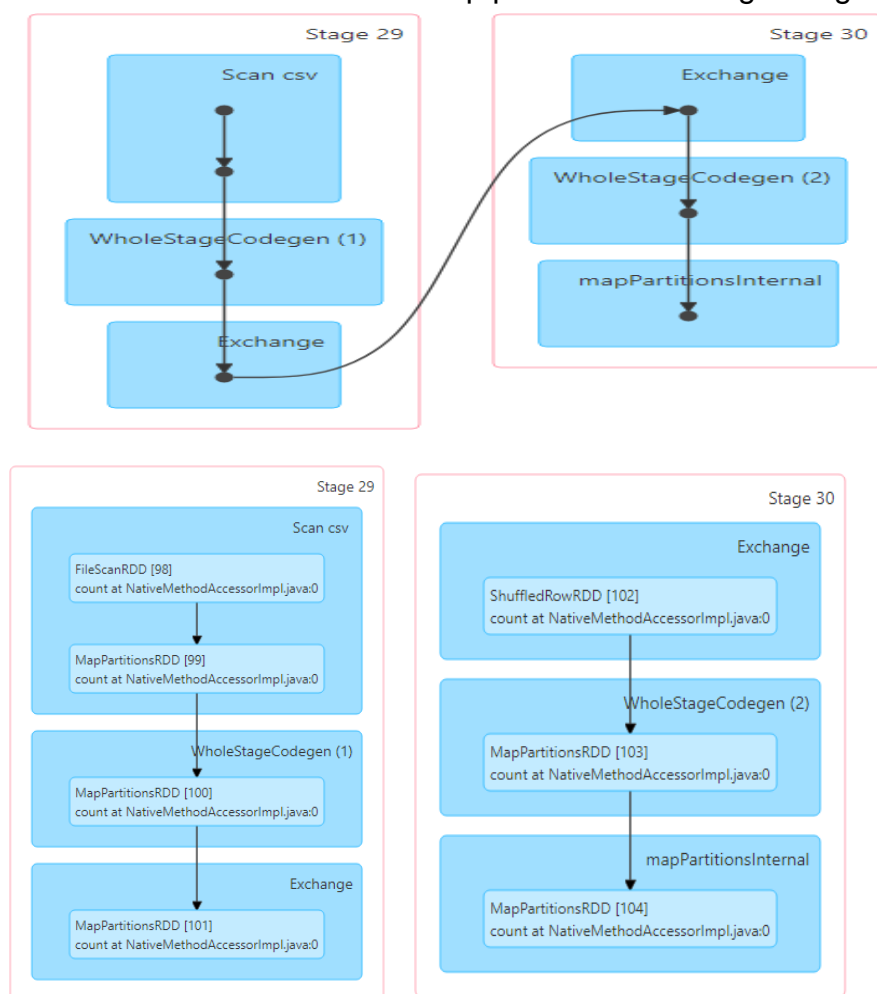 Stage 29
Scan csv
WholeStageCodegen (1)
Exchange
Stage 30
Exchange
WholeStageCodegen (2)
mapPartitionsInternal
Stage 29
Scan csv
FileScanRDD [98]
count at NativeMethodAccessorImpl.java:0
MapPartitionsRDD [99]
count at NativeMethodAccessorImpl.java:0
WholeStageCodegen (1)
MapPartitionsRDD [100]
count at NativeMethodAccessorImpl.java:0
Exchange
MapPartitionsRDD [101]
count at NativeMethodAccessorImpl.java:0
Stage 30
Exchange
ShuffledRowRDD [102]
count at NativeMethodAccessorImpl.java:0
WholeStageCodegen (2)
MapPartitionsRDD [103]
count at NativeMethodAccessorImpl.java:0
mapPartitionsInternal
MapPartitionsRDD [104]
count at NativeMethodAccessorImpl.java:0